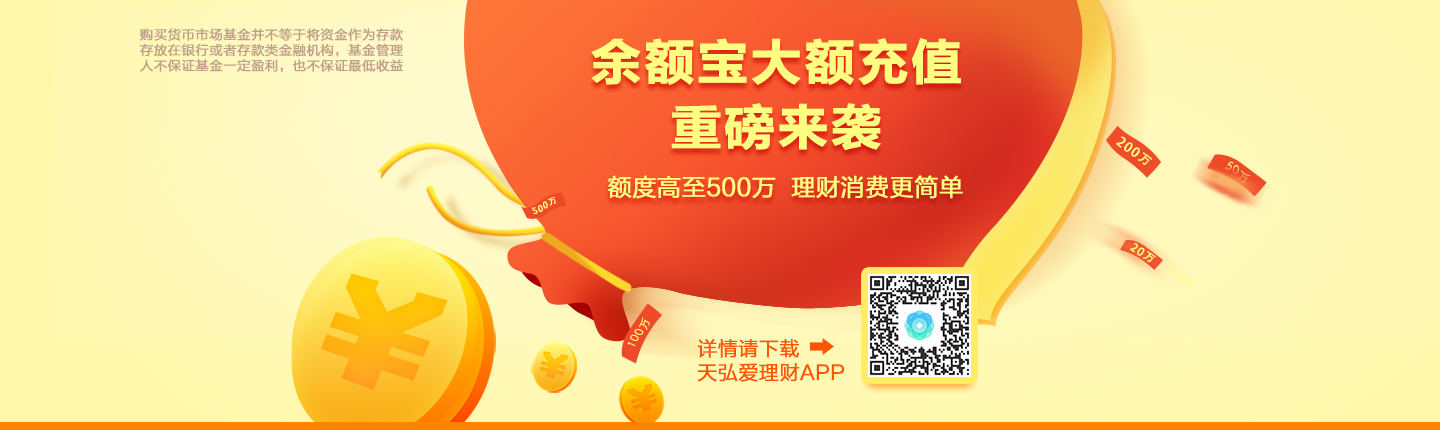 购买货币市场基金并不等于将资金作为存款
存放在银行或者存款类金融机构，基金管理
人不保证基金一定盈利，也不保证最低收益
余额宝大额充值
重磅来袭
额度高至500万 理财消费更简单
200万
50万
500万
20万
100万
详情请下载
天弘爱理财APP